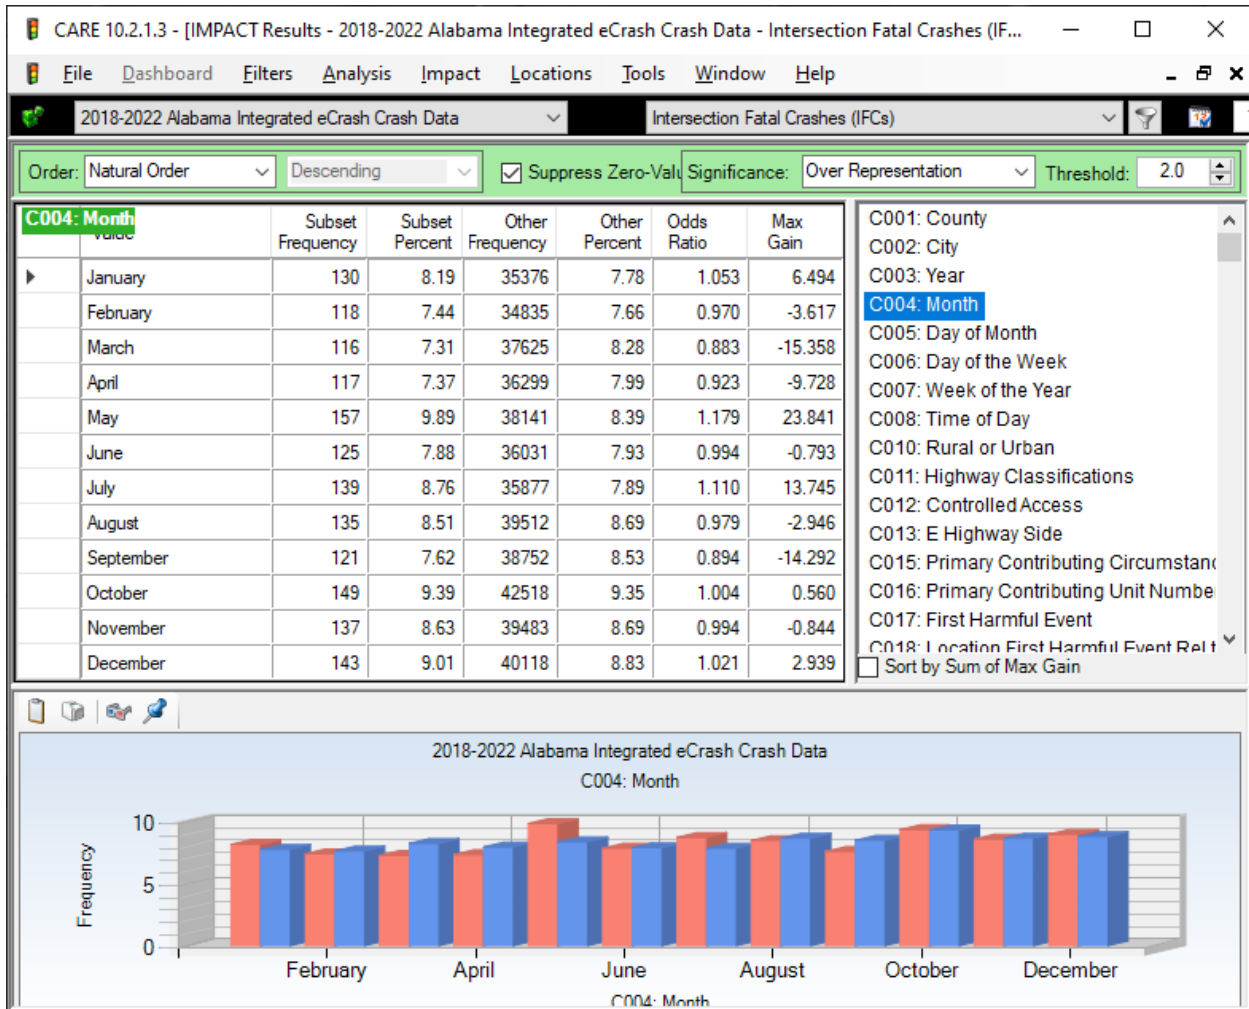 CARE 10.2.1.3 - [IMPACT Results - 2018-2022 Alabama Integrated eCrash Crash Data - Intersection Fatal Crashes (IF...
File Dashboard Filters Analysis Impact Locations Tools Window Help
2018-2022 Alabama Integrated eCrash Crash Data Intersection Fatal Crashes (IFCs)
Order: Natural Order Descending Suppress Zero-Valu Significance: Over Representation Threshold: 2.0
C004: Month
Value Subset Frequency Subset Percent Other Frequency Other Percent Odds Ratio Max Gain
January 130 8.19 35376 7.78 1.053 6.494
February 118 7.44 34835 7.66 0.970 -3.617
March 116 7.31 37625 8.28 0.883 -15.358
April 117 7.37 36299 7.99 0.923 -9.728
May 157 9.89 38141 8.39 1.179 23.841
June 125 7.88 36031 7.93 0.994 -0.793
July 139 8.76 35877 7.89 1.110 13.745
August 135 8.51 39512 8.69 0.979 -2.946
September 121 7.62 38752 8.53 0.894 -14.292
October 149 9.39 42518 9.35 1.004 0.560
November 137 8.63 39483 8.69 0.994 -0.844
December 143 9.01 40118 8.83 1.021 2.939
C001: County
C002: City
C003: Year
C004: Month
C005: Day of Month
C006: Day of the Week
C007: Week of the Year
C008: Time of Day
C010: Rural or Urban
C011: Highway Classifications
C012: Controlled Access
C013: E Highway Side
C015: Primary Contributing Circumstanc
C016: Primary Contributing Unit Numbe
C017: First Harmful Event
C018: Location First Harmful Event Rel t
Sort by Sum of Max Gain
2018-2022 Alabama Integrated eCrash Crash Data
C004: Month
Frequency
10
5
0
February April June August October December
C004: Month